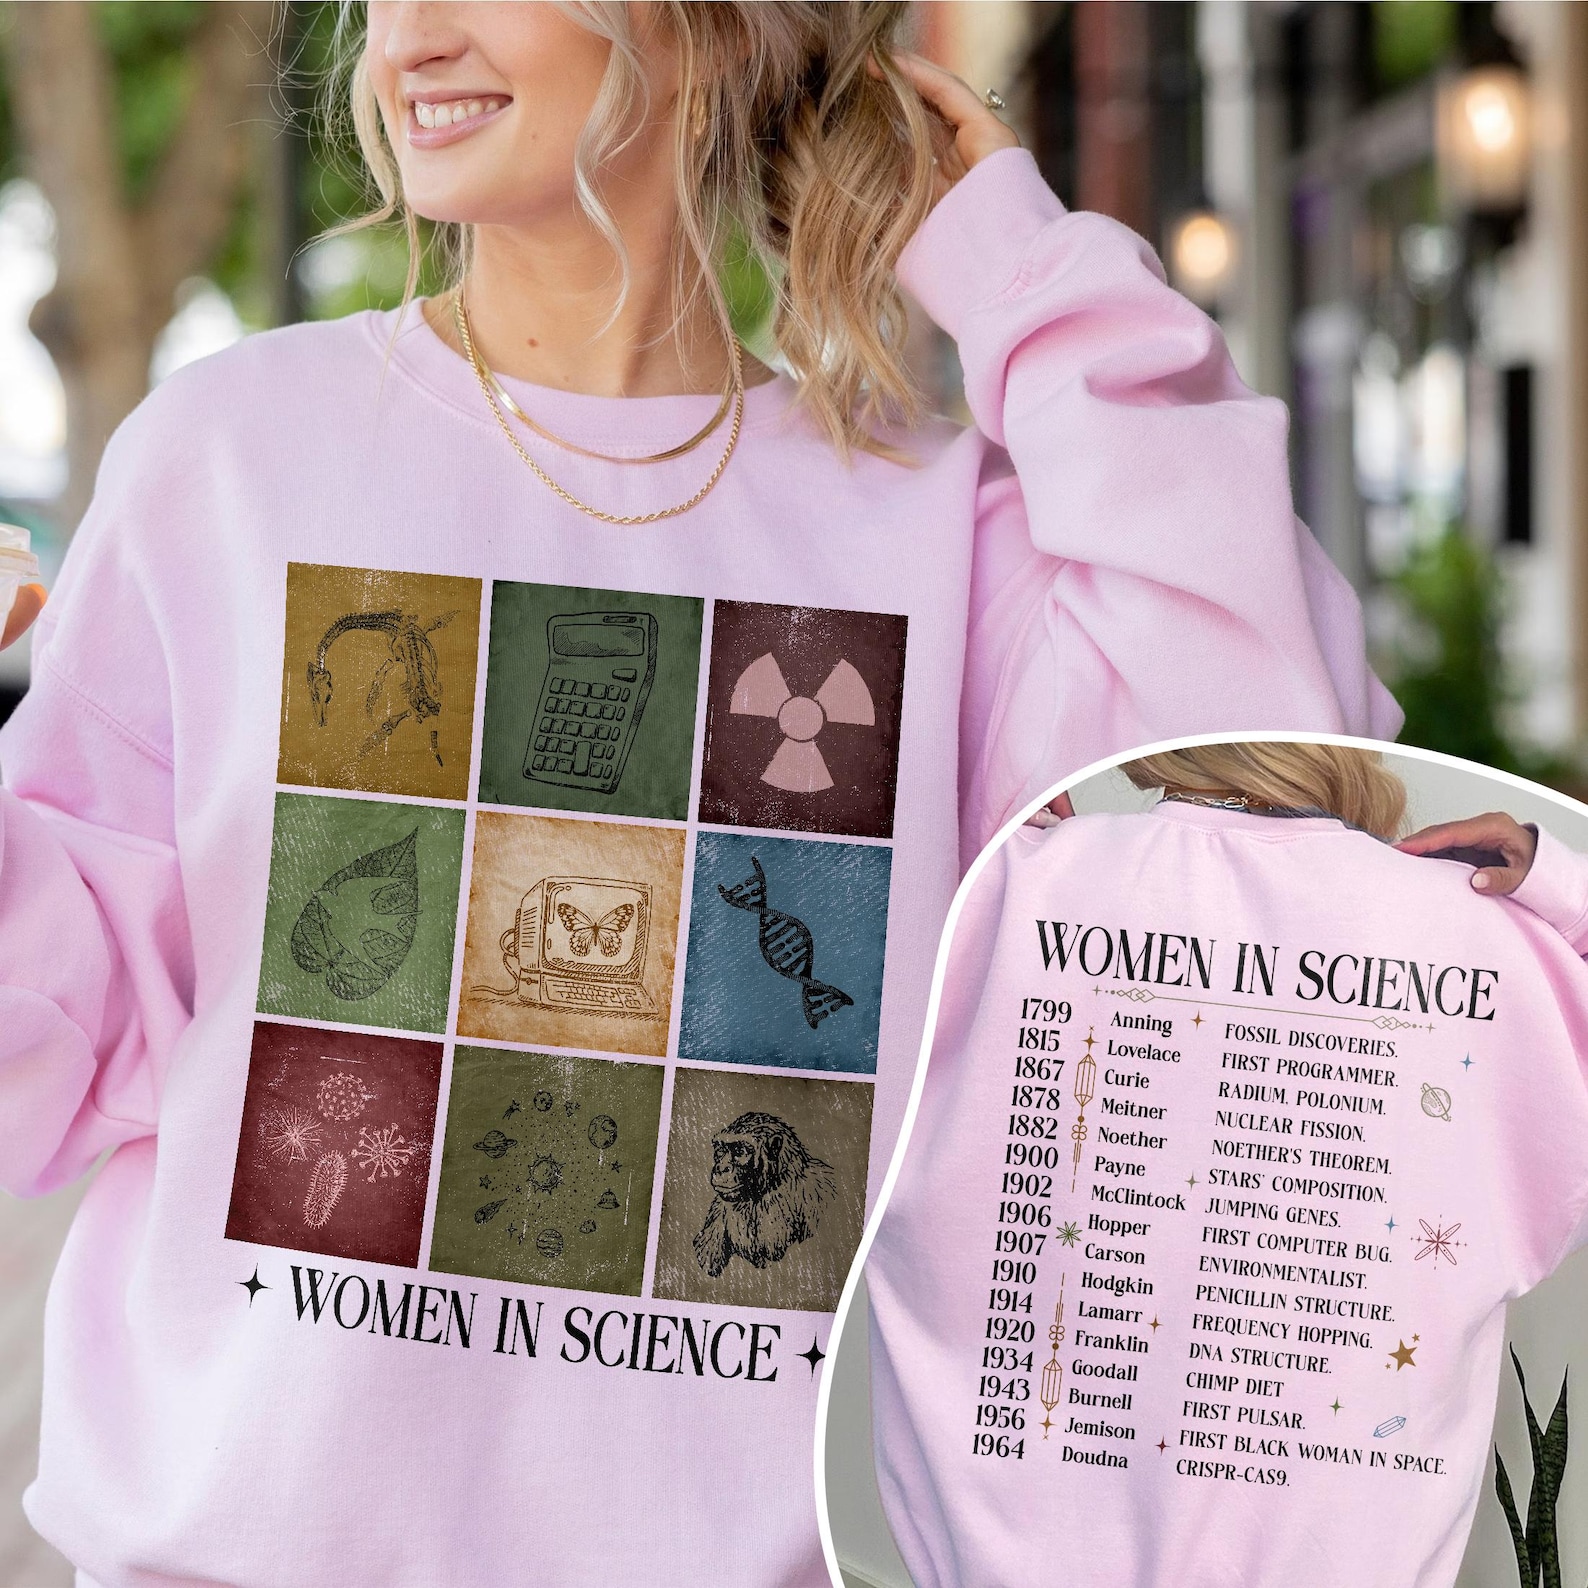 WOMEN IN SCIENCE
WOMEN IN SCIENCE
1799 Anning FOSSIL DISCOVERIES.
1815 Lovelace FIRST PROGRAMMER.
1867 Curie RADIUM, POLONIUM.
1878 Meitner NUCLEAR FISSION.
1882 Noether NOETHER'S THEOREM.
1900 Payne STARS' COMPOSITION.
1902 McClintock JUMPING GENES.
1906 Hopper FIRST COMPUTER BUG.
1907 Carson ENVIRONMENTALIST.
1910 Hodgkin PENICILLIN STRUCTURE.
1914 Lamarr FREQUENCY HOPPING.
1920 Franklin DNA STRUCTURE.
1934 Goodall CHIMP DIET
1943 Burnell FIRST PULSAR.
1956 Jemison FIRST BLACK WOMAN IN SPACE.
1964 Doudna CRISPR-CAS9.